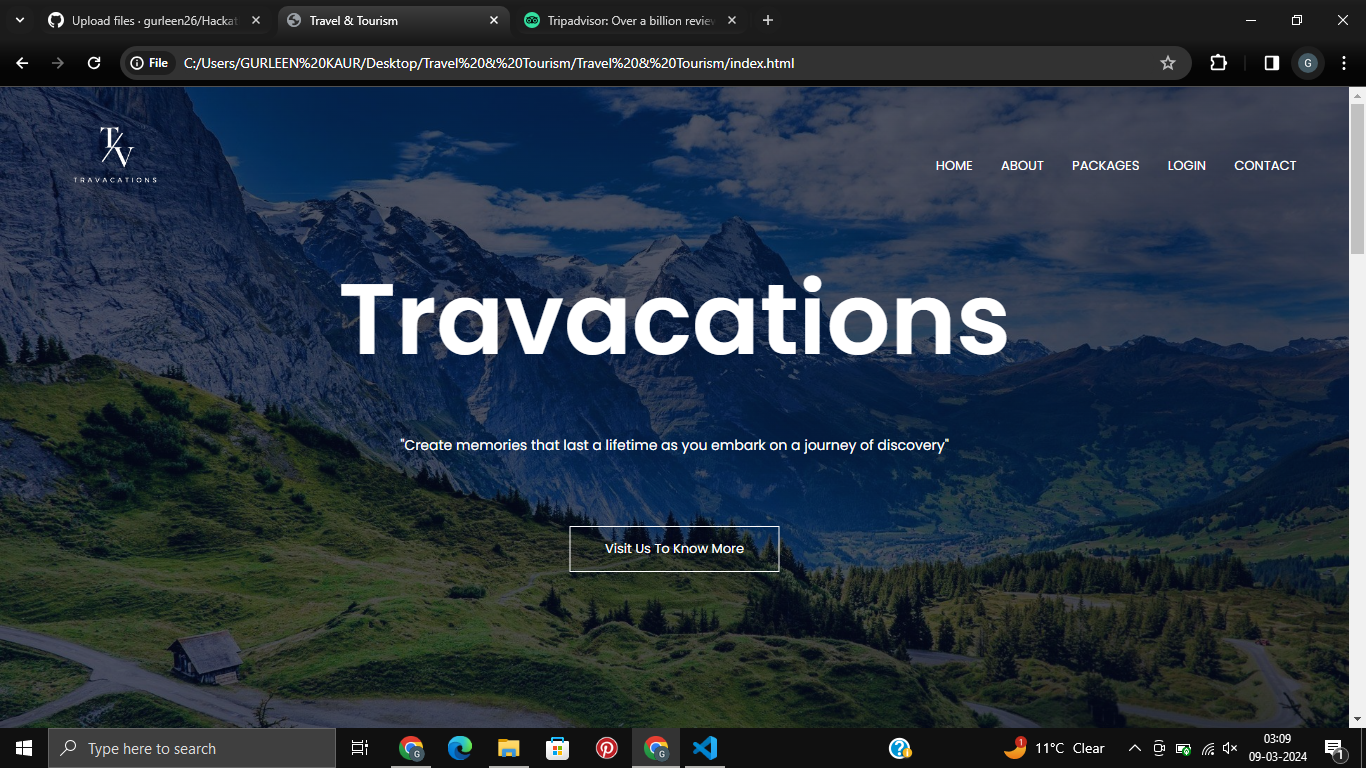 Upload files · gurleen26/Hackat
Travel & Tourism
Tripadvisor: Over a billion review
File
C:/Users/GURLEEN%20KAUR/Desktop/Travel%20&%20Tourism/Travel%20&%20Tourism/index.html
G
T/V
TRAVACATIONS
HOME
ABOUT
PACKAGES
LOGIN
CONTACT
Travacations
"Create memories that last a lifetime as you embark on a journey of discovery"
Visit Us To Know More
Type here to search
G
G
1
11°C Clear
03:09
09-03-2024
1